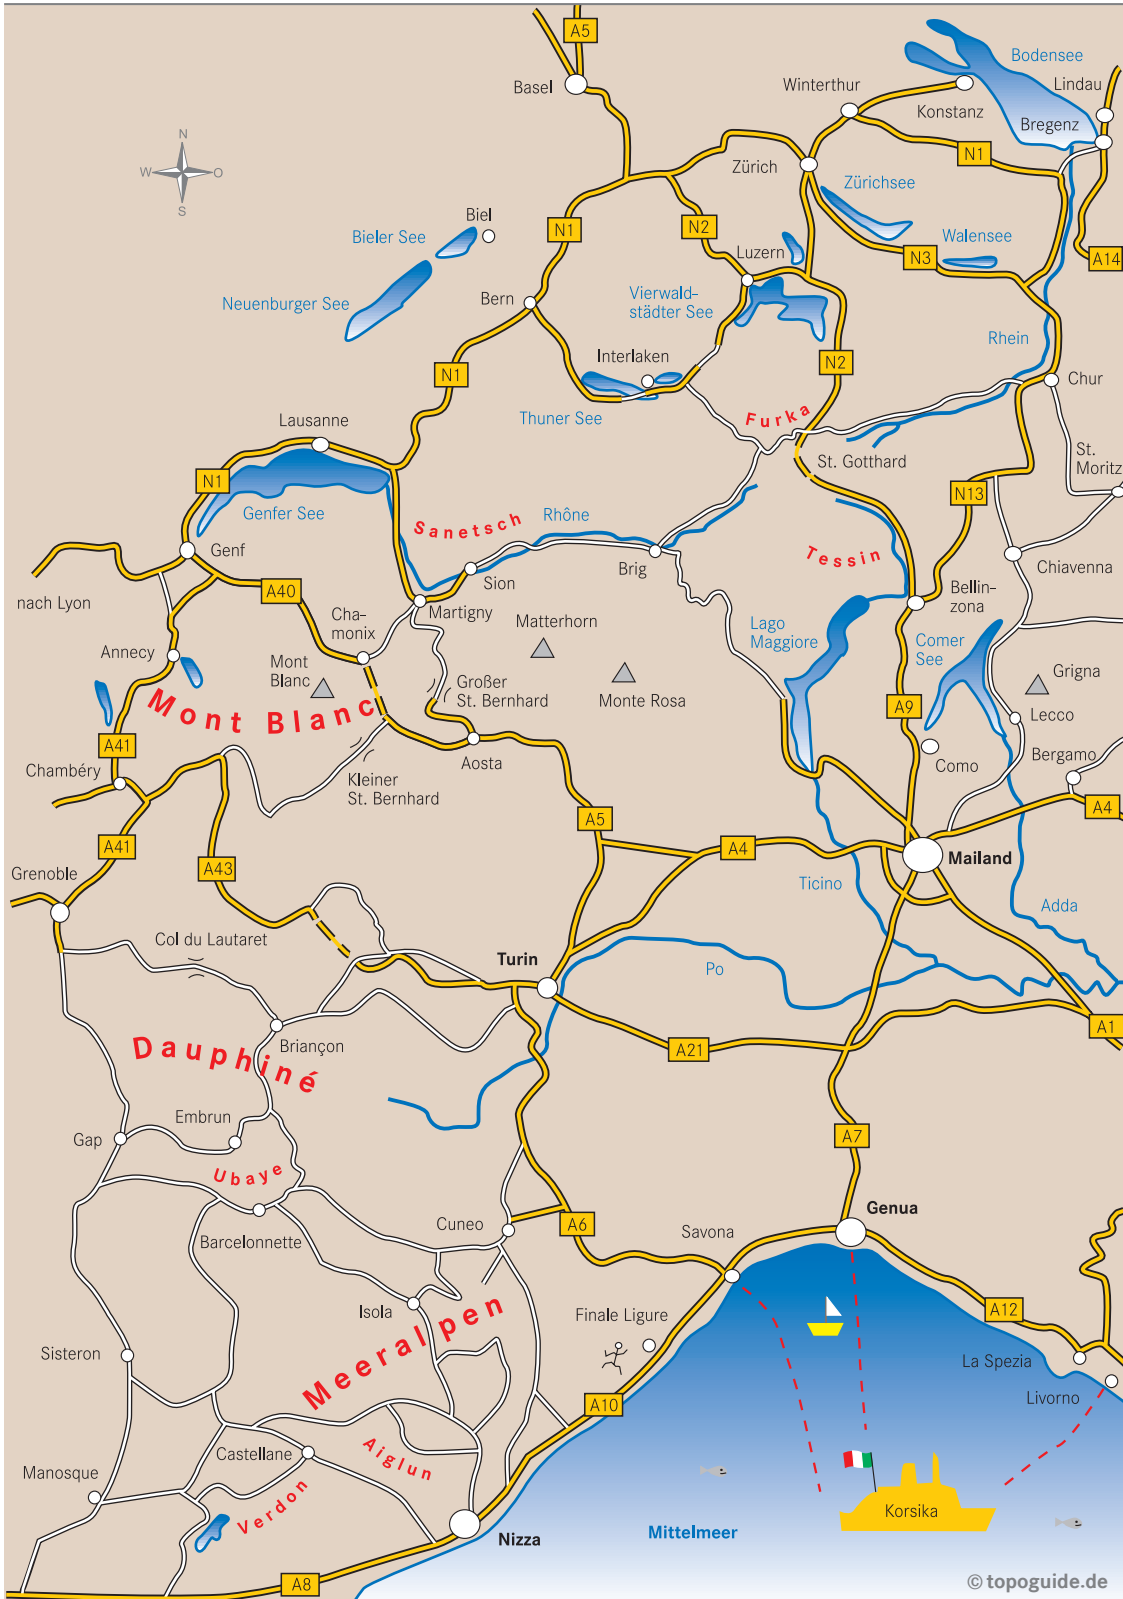 A5
Basel
Winterthur
Bodensee
Lindau
Konstanz
Bregenz
N
W
O
S
Zürich
N1
Zürichsee
Biel
Bieler See
N1
N2
Luzern
Walensee
N3
A14
Neuenburger See
Bern
Vierwald-
städter See
Rhein
Interlaken
N1
N2
Chur
Thuner See
Furka
Lausanne
St. Gotthard
St.
Moritz
N1
Genfer See
N13
Sanetsch
Rhône
Tessin
Genf
Brig
Chiavenna
nach Lyon
A40
Sion
Bellin-
zona
Martigny
Cha-
monix
Matterhorn
Lago
Maggiore
Comer
See
Annecy
Mont
Blanc
Großer
St. Bernhard
Monte Rosa
Grigna
Mont Blanc
A9
Lecco
A41
Aosta
Como
Bergamo
Chambéry
Kleiner
St. Bernhard
A5
A4
A41
A4
Mailand
A43
Grenoble
Ticino
Adda
Col du Lautaret
Turin
Po
A1
Dauphiné
Briançon
A21
Embrun
Gap
A7
Ubaye
Genua
Cuneo
A6
Savona
Barcelonnette
Isola
Finale Ligure
A12
Meeralpen
Sisteron
La Spezia
Livorno
A10
Castellane
Aiglun
Manosque
Verdon
Korsika
Mittelmeer
Nizza
A8
© topoguide.de